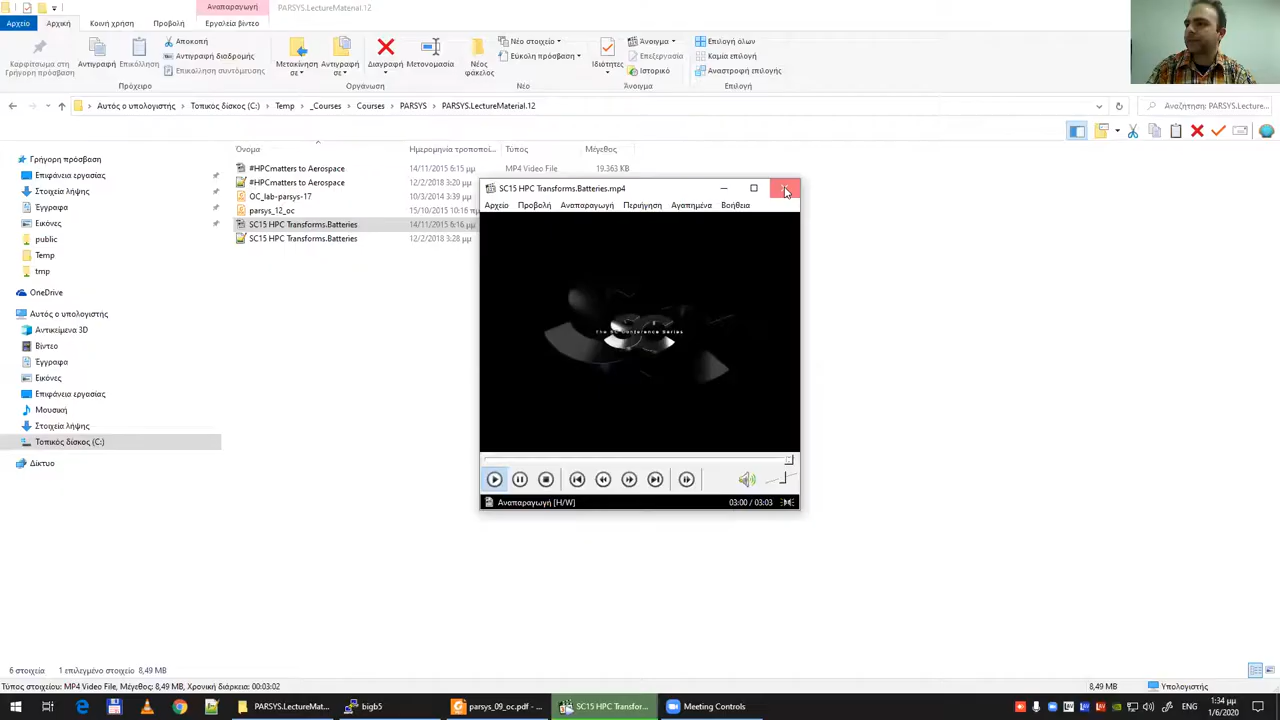 Αναπαραγωγή
PARSYS.LectureMaterial.12
Αρχείο
Αρχική
Κοινή χρήση
Προβολή
Εργαλεία βίντεο
Καρφίτσωμα στη
Γρήγορη πρόσβαση
Αντιγραφή
Επικόλληση
Αποκοπή
Αντιγραφή διαδρομής
Επικόλληση συντόμευσης
Μετακίνηση
σε
Αντιγραφή
σε
Διαγραφή
Μετονομασία
Νέος
φάκελος
Νέο στοιχείο
Εύκολη πρόσβαση
Ιδιότητες
Άνοιγμα
Επεξεργασία
Ιστορικό
Επιλογή όλων
Καμία επιλογή
Αναστροφή επιλογής
Πρόχειρο
Οργάνωση
Νέο
Άνοιγμα
Επιλογή
Αυτός ο υπολογιστής
Τοπικός δίσκος (C:)
Temp
_Courses
Courses
PARSYS
PARSYS.LectureMaterial.12
Αναζήτηση: PARSYS.Lecture...
Όνομα
Ημερομηνία τροποποί...
Τύπος
Μέγεθος
#HPCmatters to Aerospace
14/11/2015 6:15 μμ
MP4 Video File
19.363 KB
#HPCmatters to Aerospace
12/2/2018 3:20 μμ
OC_lab-parsys-17
10/3/2014 3:39 μμ
parsys_12_oc
15/10/2015 10:16 πμ
SC15 HPC Transforms.Batteries
14/11/2015 6:16 μμ
SC15 HPC Transforms.Batteries
12/2/2018 3:28 μμ
Γρήγορη πρόσβαση
Επιφάνεια εργασίας
Στοιχεία λήψης
Έγγραφα
Εικόνες
public
Temp
tmp
OneDrive
Αυτός ο υπολογιστής
Αντικείμενα 3D
Βίντεο
Έγγραφα
Εικόνες
Επιφάνεια εργασίας
Μουσική
Στοιχεία λήψης
Τοπικός δίσκος (C:)
Δίκτυο
SC15 HPC Transforms.Batteries.mp4
Αρχείο
Προβολή
Αναπαραγωγή
Περιήγηση
Αγαπημένα
Βοήθεια
The SC Conference Series
Αναπαραγωγή [H/W]
03:00 / 03:03
6 στοιχεία
1 επιλεγμένο στοιχείο 8,49 MB
Τύπος στοιχείου: MP4 Video File, Μέγεθος: 8,49 MB, Χρονική διάρκεια: 00:03:02
8,49 MB
Υπολογιστής
PARSYS.LectureMat...
bigb5
parsys_09_oc.pdf - ...
SC15 HPC Transfor...
Meeting Controls
ENG
1:34 μμ
1/6/2020